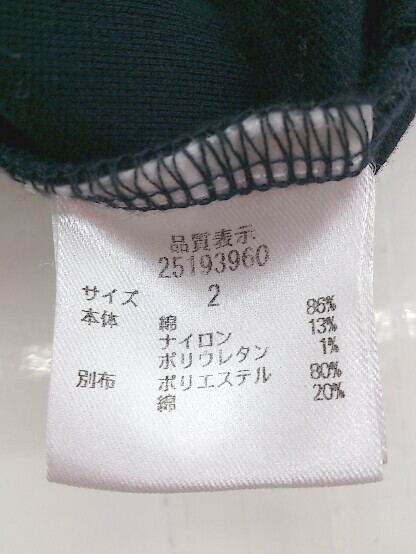 品質表示
25193960
サイズ 2
本体 綿 86%
ナイロン 13%
ポリウレタン 1%
別布 ポリエステル 80%
綿 20%